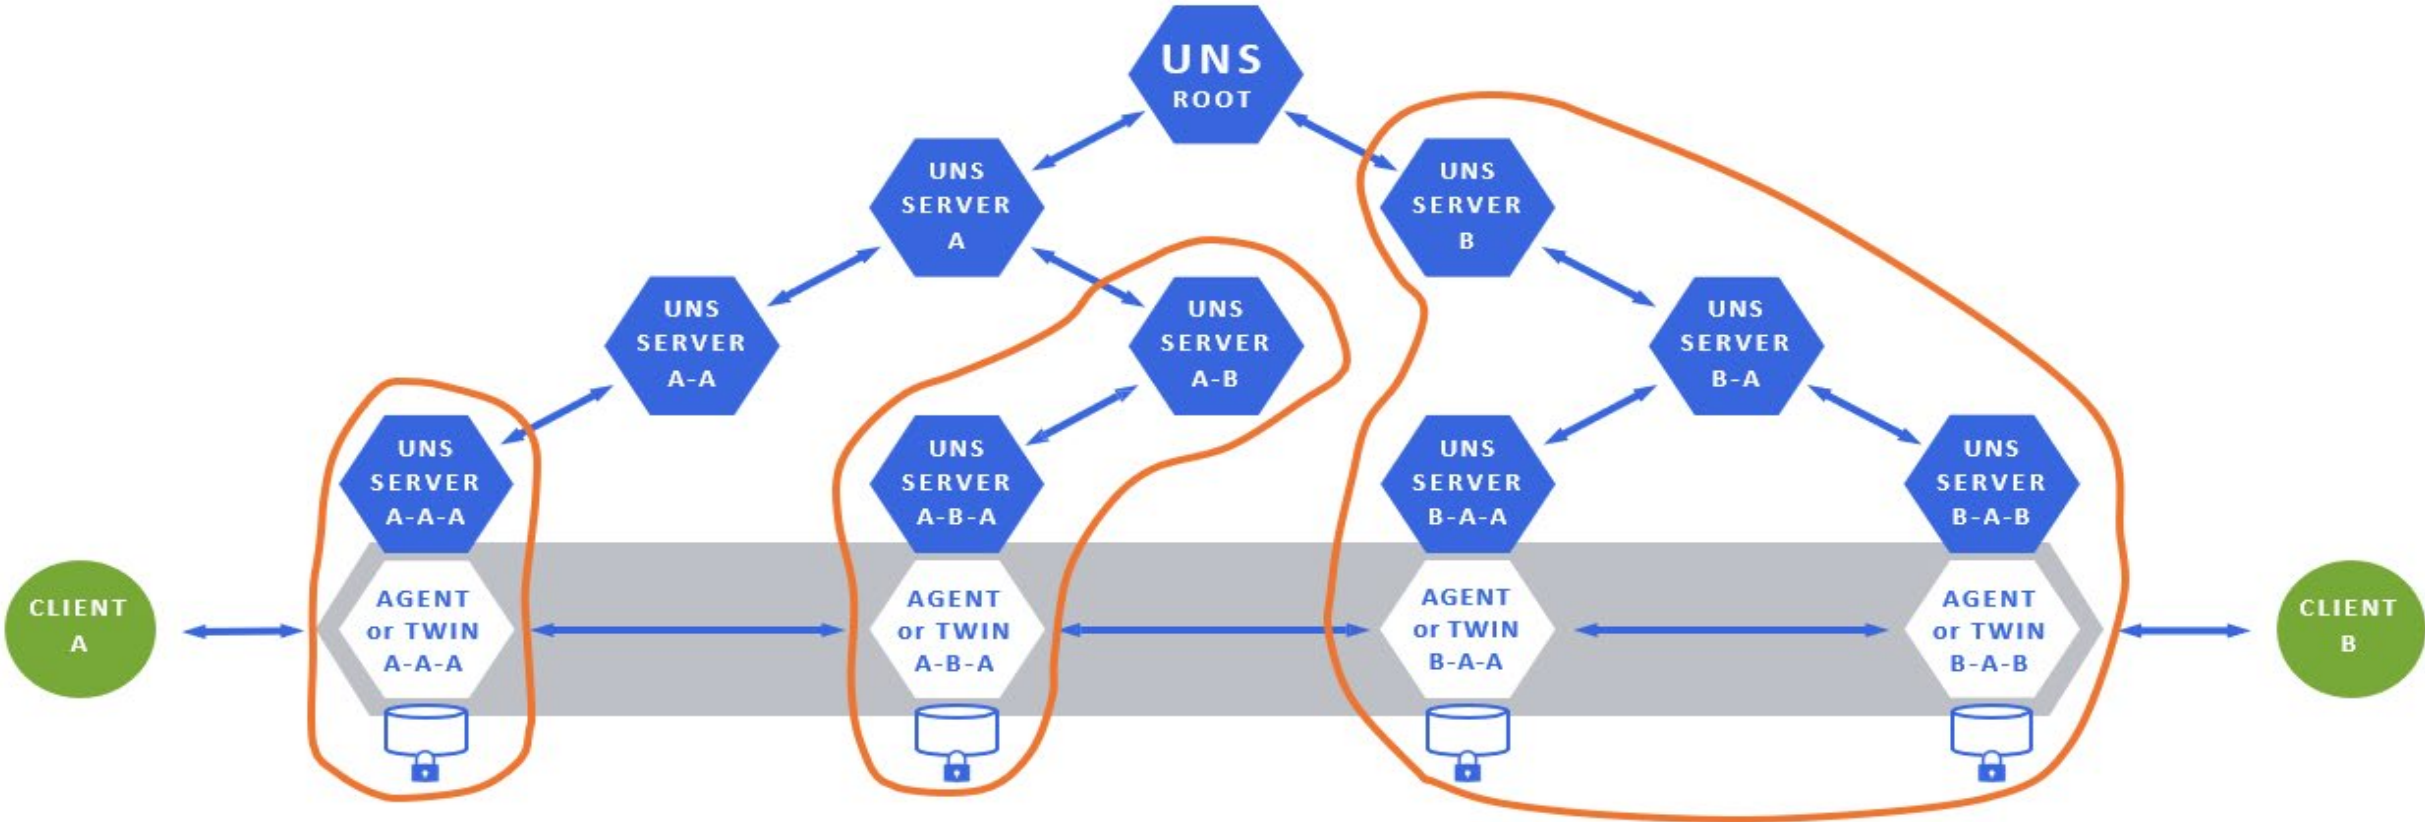 UNS
ROOT
UNS
SERVER
A
UNS
SERVER
B
UNS
SERVER
A-A
UNS
SERVER
A-B
UNS
SERVER
B-A
UNS
SERVER
A-A-A
UNS
SERVER
A-B-A
UNS
SERVER
B-A-A
UNS
SERVER
B-A-B
CLIENT
A
AGENT
or TWIN
A-A-A
AGENT
or TWIN
A-B-A
AGENT
or TWIN
B-A-A
AGENT
or TWIN
B-A-B
CLIENT
B